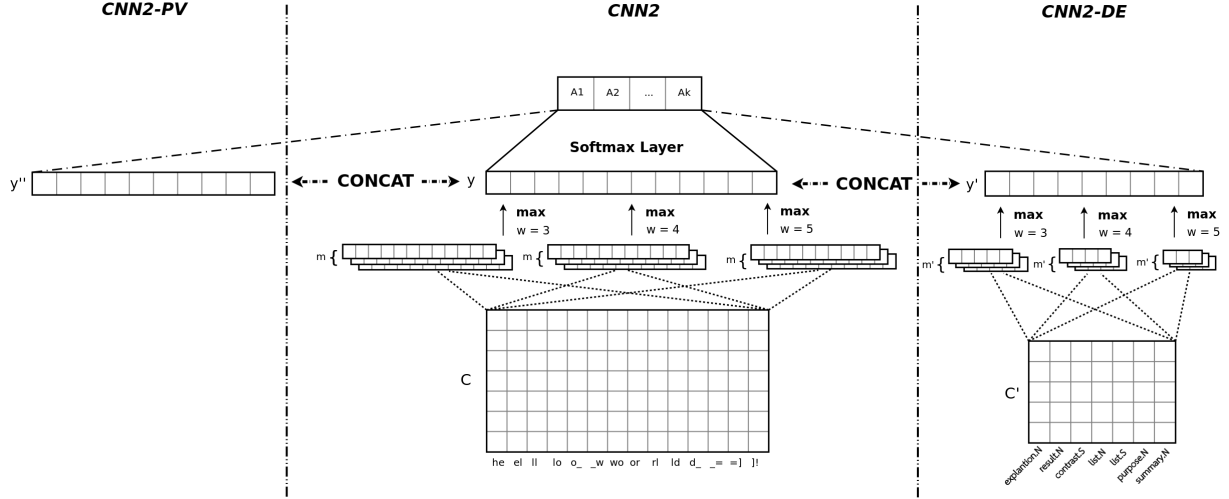 CNN2-PV CNN2 CNN2-DE
A1 A2 ... Ak
Softmax Layer
y'' CONCAT y CONCAT y'
max max max max max max
w = 3 w = 4 w = 5 w = 3 w = 4 w = 5
m { m { m { m' { m' { m' {
C C'
he el ll lo o_ _w wo or rl ld d_ _= =] ]!
explantion.N result.N contrast.S list.N list.S purpose.N summary.N